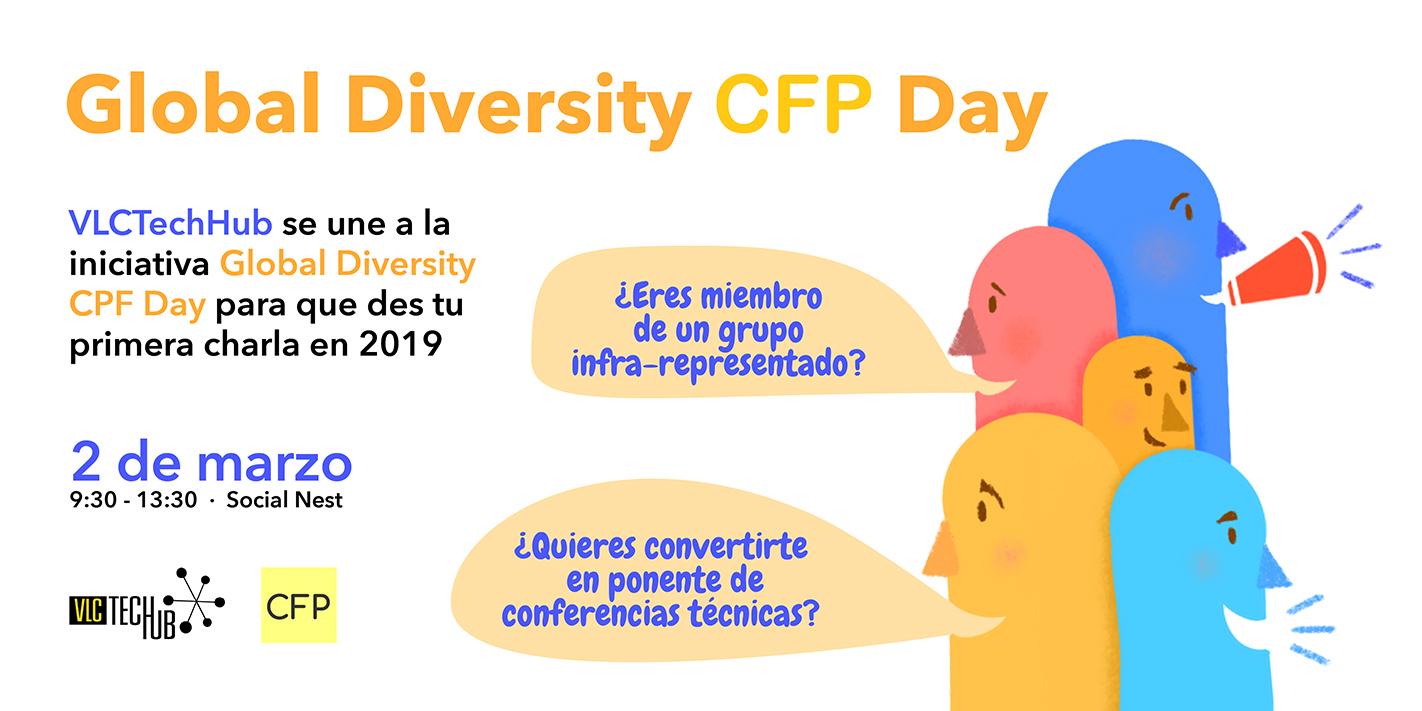 Global Diversity CFP Day
VLCTechHub se une a la
iniciativa Global Diversity
CPF Day para que des tu
primera charla en 2019
¿Eres miembro
de un grupo
infra-representado?
2 de marzo
9:30 - 13:30 · Social Nest
¿Quieres convertirte
en ponente de
conferencias técnicas?
VLC TECHUB
CFP